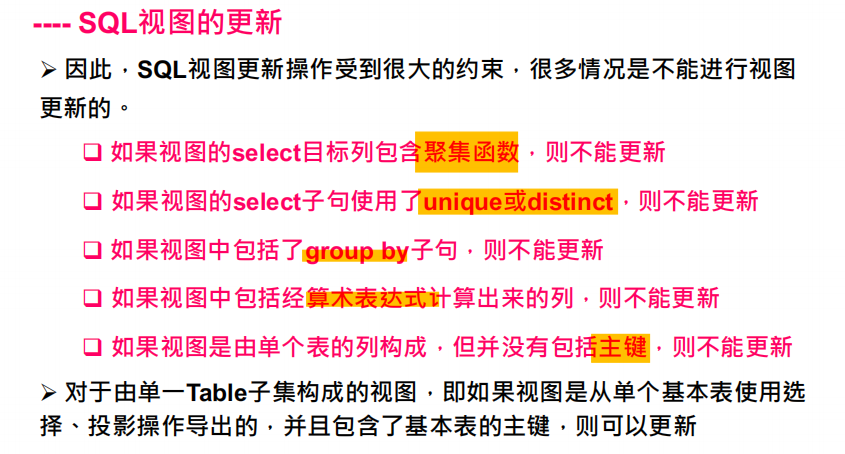 ---- SQL视图的更新
➢ 因此，SQL视图更新操作受到很大的约束，很多情况是不能进行视图
更新的。
❑ 如果视图的select目标列包含聚集函数，则不能更新
❑ 如果视图的select子句使用了unique或distinct，则不能更新
❑ 如果视图中包括了group by子句，则不能更新
❑ 如果视图中包括经算术表达式计算出来的列，则不能更新
❑ 如果视图是由单个表的列构成，但并没有包括主键，则不能更新
➢ 对于由单一Table子集构成的视图，即如果视图是从单个基本表使用选
择、投影操作导出的，并且包含了基本表的主键，则可以更新